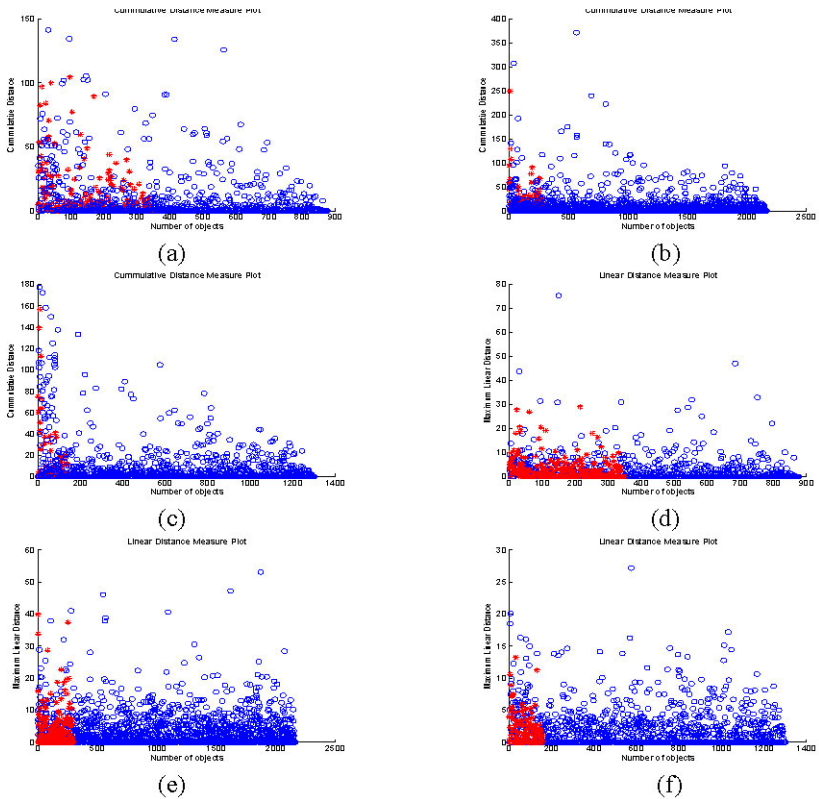 Cummulative Distance Measure Plot
Cummulative Distance Measure Plot
150
100
50
0
Cummulative Distance
0 100 200 300 400 500 600 700 800 900
Number of objects
(a)
400
350
300
250
200
150
100
50
0
Cummulative Distance
0 500 1000 1500 2000 2500
Number of objects
(b)
Cummulative Distance Measure Plot
180
160
140
120
100
80
60
40
20
0
Cummulative Distance
0 200 400 600 800 1000 1200 1400
Number of objects
(c)
Linear Distance Measure Plot
80
70
60
50
40
30
20
10
0
Maximum Linear Distance
0 100 200 300 400 500 600 700 800 900
Number of objects
(d)
Linear Distance Measure Plot
60
50
40
30
20
10
0
Maximum Linear Distance
0 500 1000 1500 2000 2500
Number of objects
(e)
Linear Distance Measure Plot
30
25
20
15
10
5
0
Maximum Linear Distance
0 200 400 600 800 1000 1200 1400
Number of objects
(f)